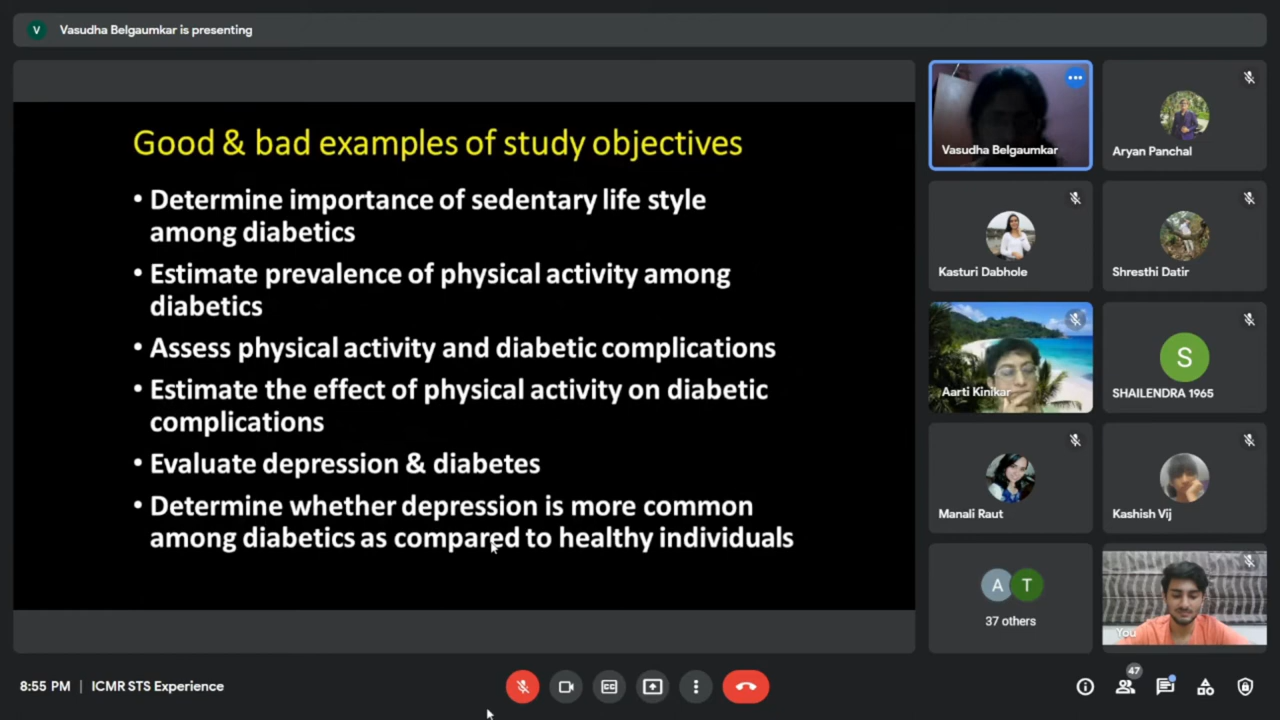 V Vasudha Belgaumkar is presenting
Good & bad examples of study objectives
• Determine importance of sedentary life style
among diabetics
• Estimate prevalence of physical activity among
diabetics
• Assess physical activity and diabetic complications
• Estimate the effect of physical activity on diabetic
complications
• Evaluate depression & diabetes
• Determine whether depression is more common
among diabetics as compared to healthy individuals
Vasudha Belgaumkar
Aryan Panchal
Kasturi Dabhole
Shresthi Datir
Aarti Kinikar
S
SHAILENDRA 1965
Manali Raut
Kashish Vij
A T
37 others
You
8:55 PM | ICMR STS Experience
CC
47